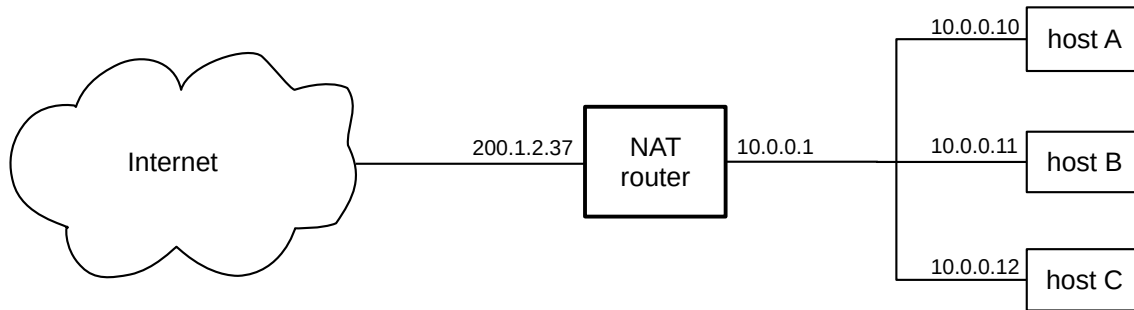 10.0.0.10
host A
Internet
200.1.2.37
NAT
router
10.0.0.1
10.0.0.11
host B
10.0.0.12
host C